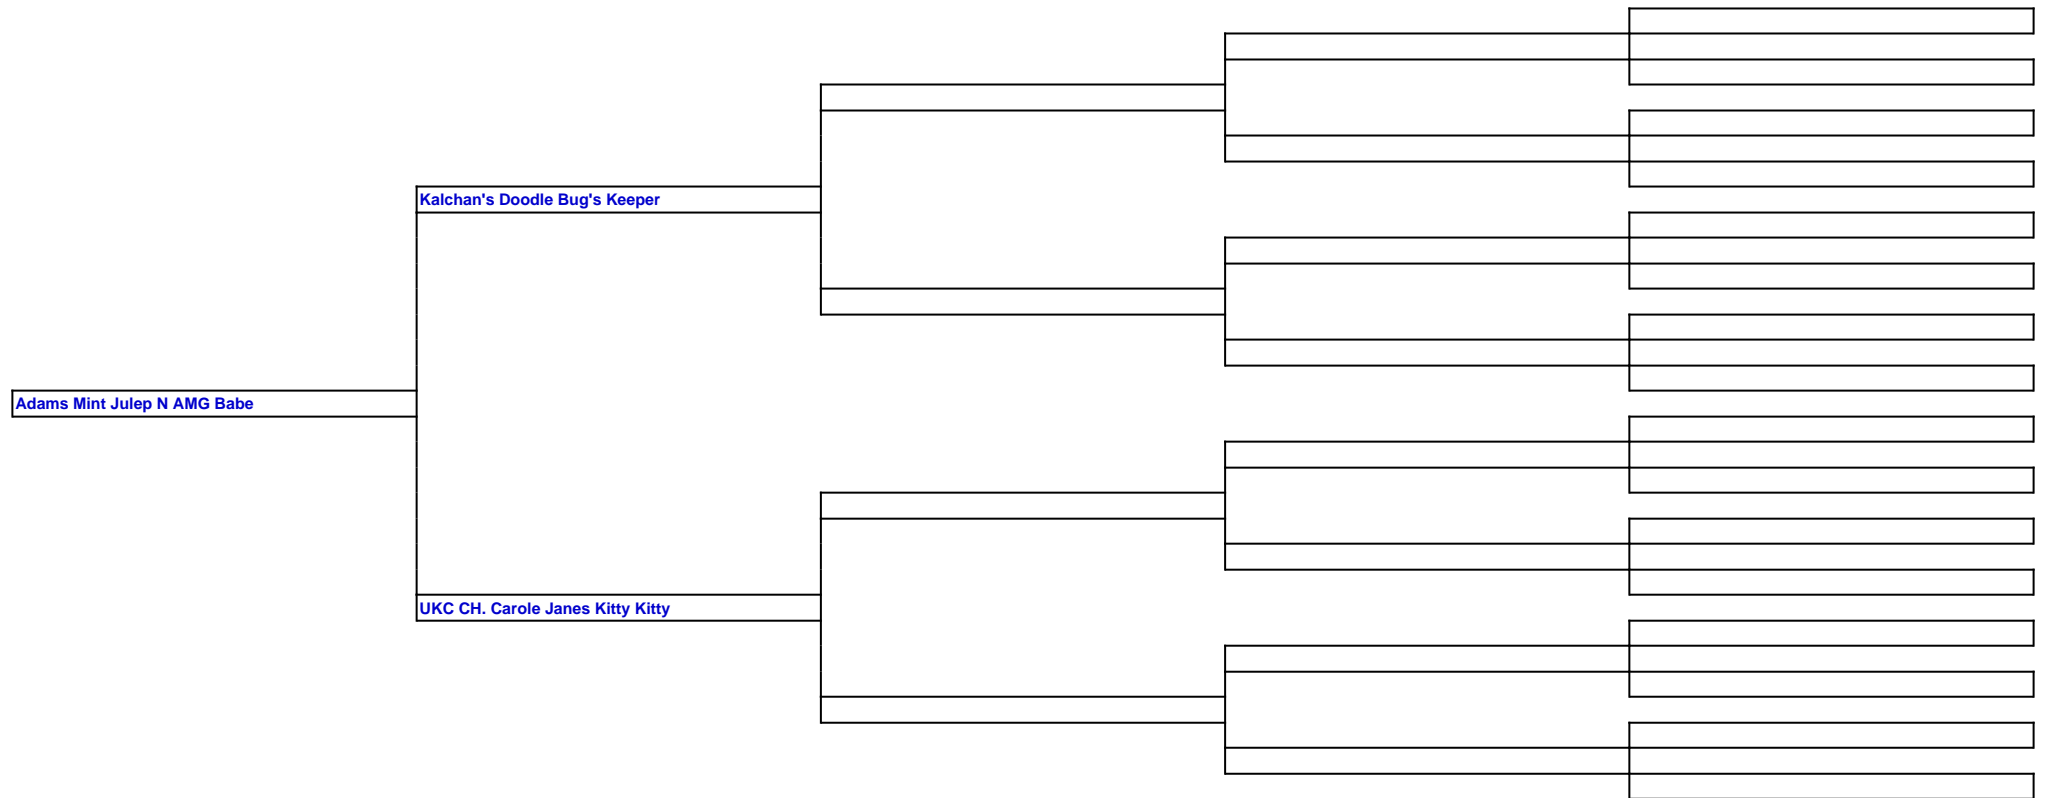 Kalchan's Doodle Bug's Keeper
Adams Mint Julep N AMG Babe
UKC CH. Carole Janes Kitty Kitty